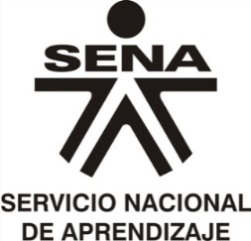 SENA
SERVICIO NACIONAL
DE APRENDIZAJE